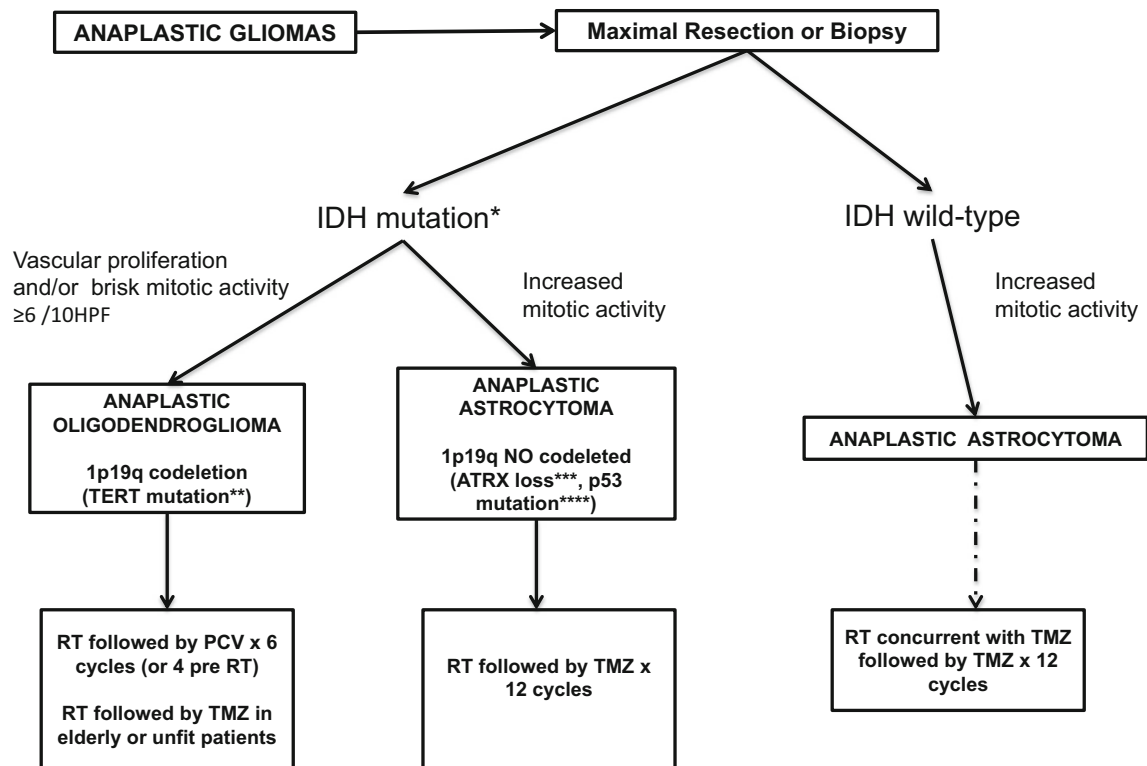 ANAPLASTIC GLIOMAS
Maximal Resection or Biopsy
IDH mutation*
IDH wild-type
Vascular proliferation
and/or brisk mitotic activity
≥6 /10HPF
Increased
mitotic activity
Increased
mitotic activity
ANAPLASTIC
OLIGODENDROGLIOMA
1p19q codeletion
(TERT mutation**)
ANAPLASTIC
ASTROCYTOMA
1p19q NO codeleted
(ATRX loss***, p53
mutation****)
ANAPLASTIC ASTROCYTOMA
RT followed by PCV x 6
cycles (or 4 pre RT)
RT followed by TMZ in
elderly or unfit patients
RT followed by TMZ x
12 cycles
RT concurrent with TMZ
followed by TMZ x 12
cycles